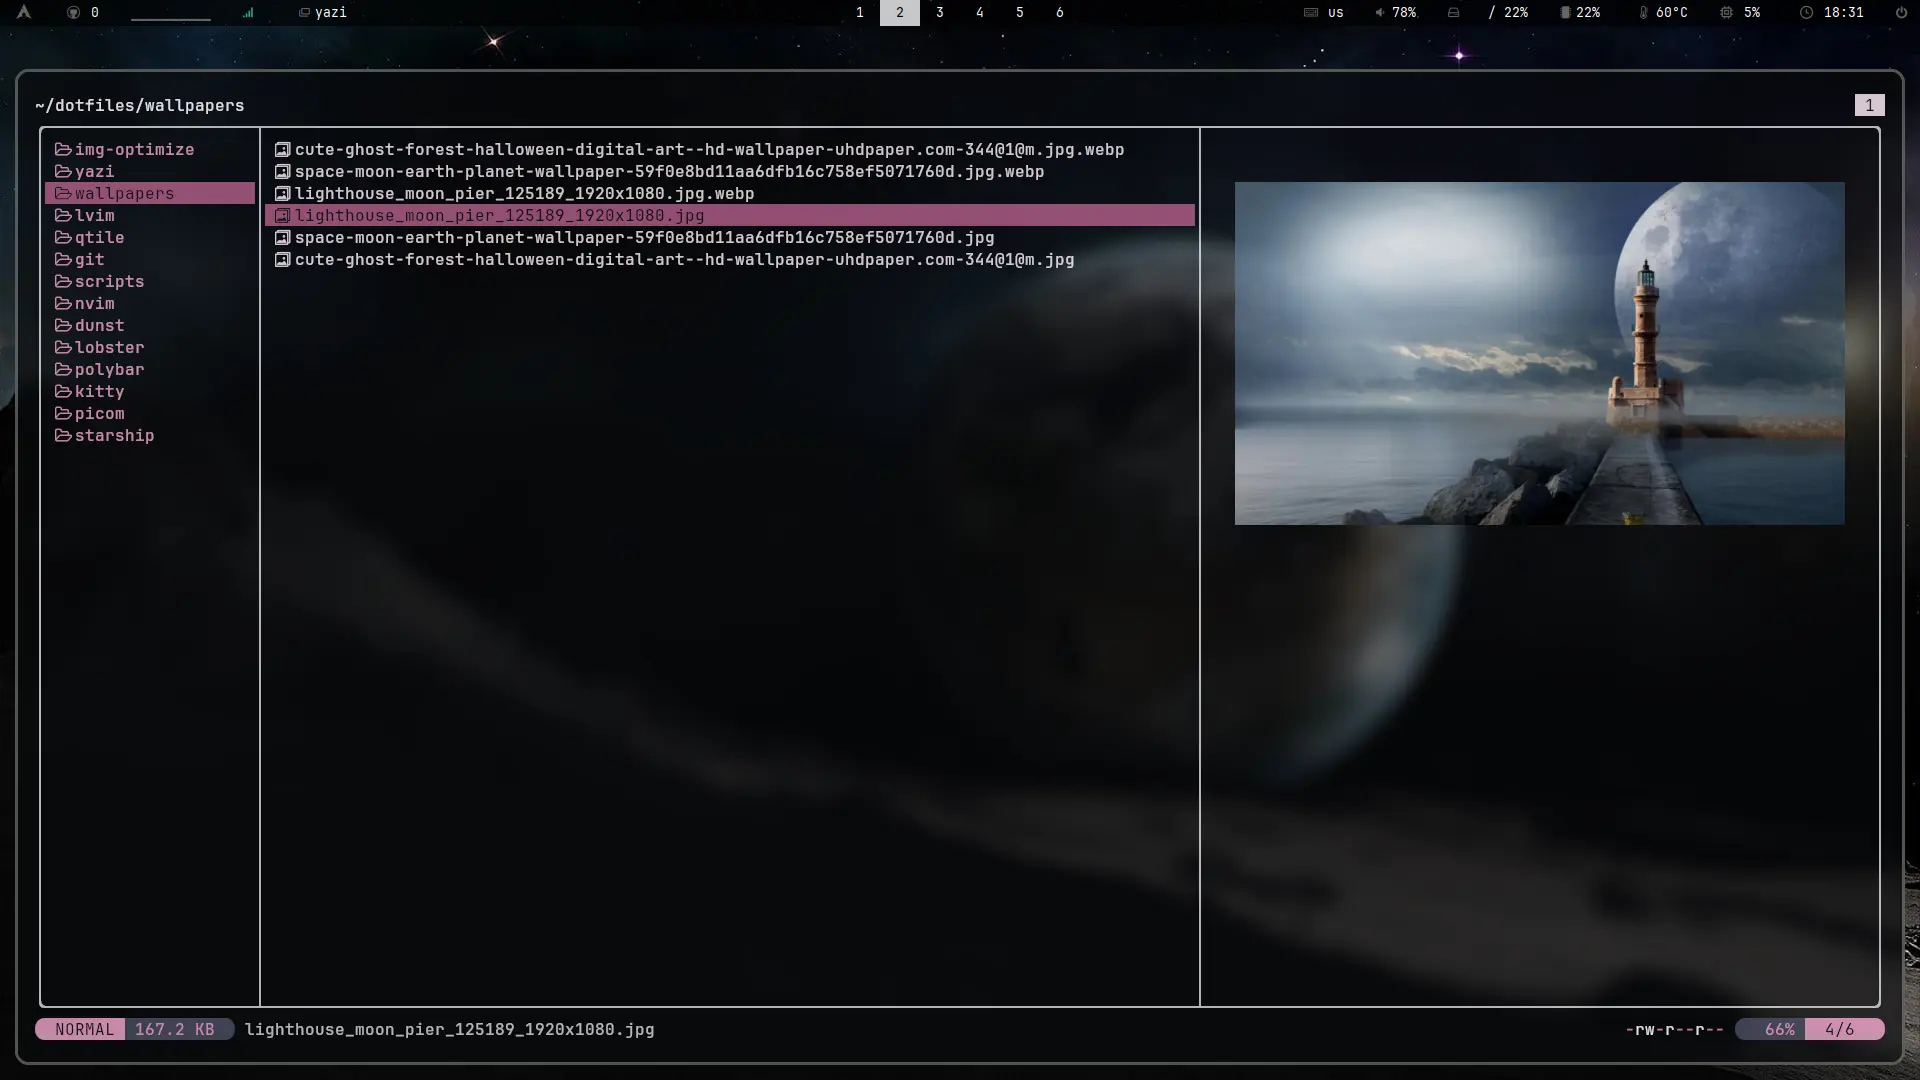 0 yazi 1 2 3 4 5 6 us 78% / 22% 22% 60°C 5% 18:31
~/dotfiles/wallpapers 1
img-optimize
yazi
wallpapers
lvim
qtile
git
scripts
nvim
dunst
lobster
polybar
kitty
picom
starship
cute-ghost-forest-halloween-digital-art--hd-wallpaper-uhdpaper.com-344@1@m.jpg.webp
space-moon-earth-planet-wallpaper-59f0e8bd11aa6dfb16c758ef5071760d.jpg.webp
lighthouse_moon_pier_125189_1920x1080.jpg.webp
lighthouse_moon_pier_125189_1920x1080.jpg
space-moon-earth-planet-wallpaper-59f0e8bd11aa6dfb16c758ef5071760d.jpg
cute-ghost-forest-halloween-digital-art--hd-wallpaper-uhdpaper.com-344@1@m.jpg
NORMAL 167.2 KB lighthouse_moon_pier_125189_1920x1080.jpg -rw-r--r-- 66% 4/6